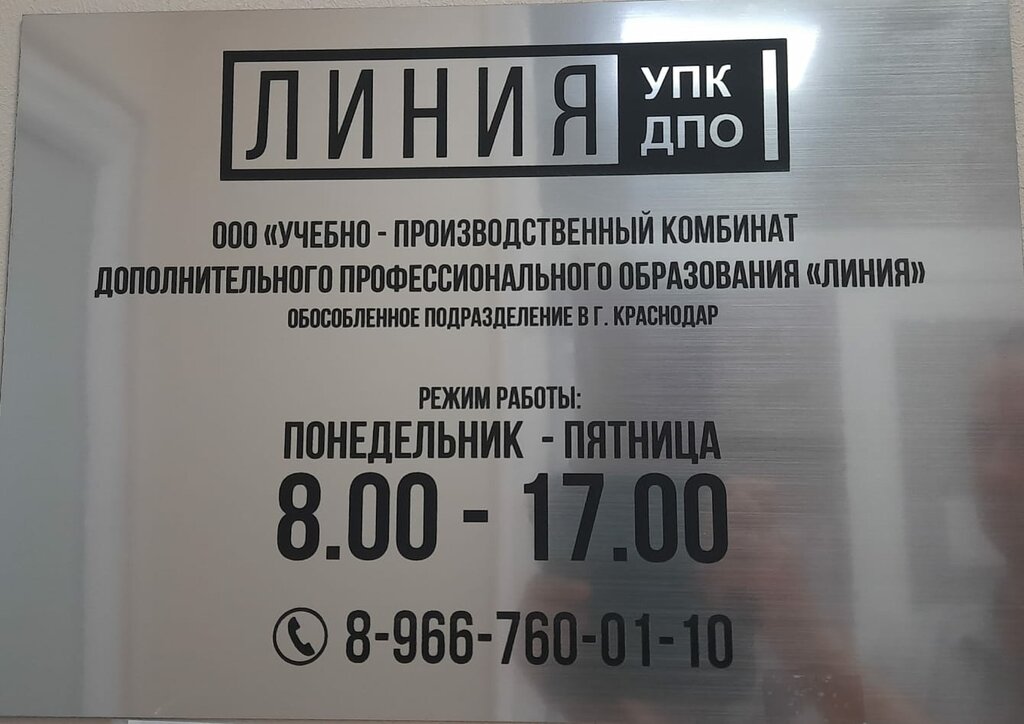 ЛИНИЯ УПК
ДПО
ООО «УЧЕБНО - ПРОИЗВОДСТВЕННЫЙ КОМБИНАТ
ДОПОЛНИТЕЛЬНОГО ПРОФЕССИОНАЛЬНОГО ОБРАЗОВАНИЯ «ЛИНИЯ»
ОБОСОБЛЕННОЕ ПОДРАЗДЕЛЕНИЕ В Г. КРАСНОДАР
РЕЖИМ РАБОТЫ:
ПОНЕДЕЛЬНИК - ПЯТНИЦА
8.00 - 17.00
8-966-760-01-10